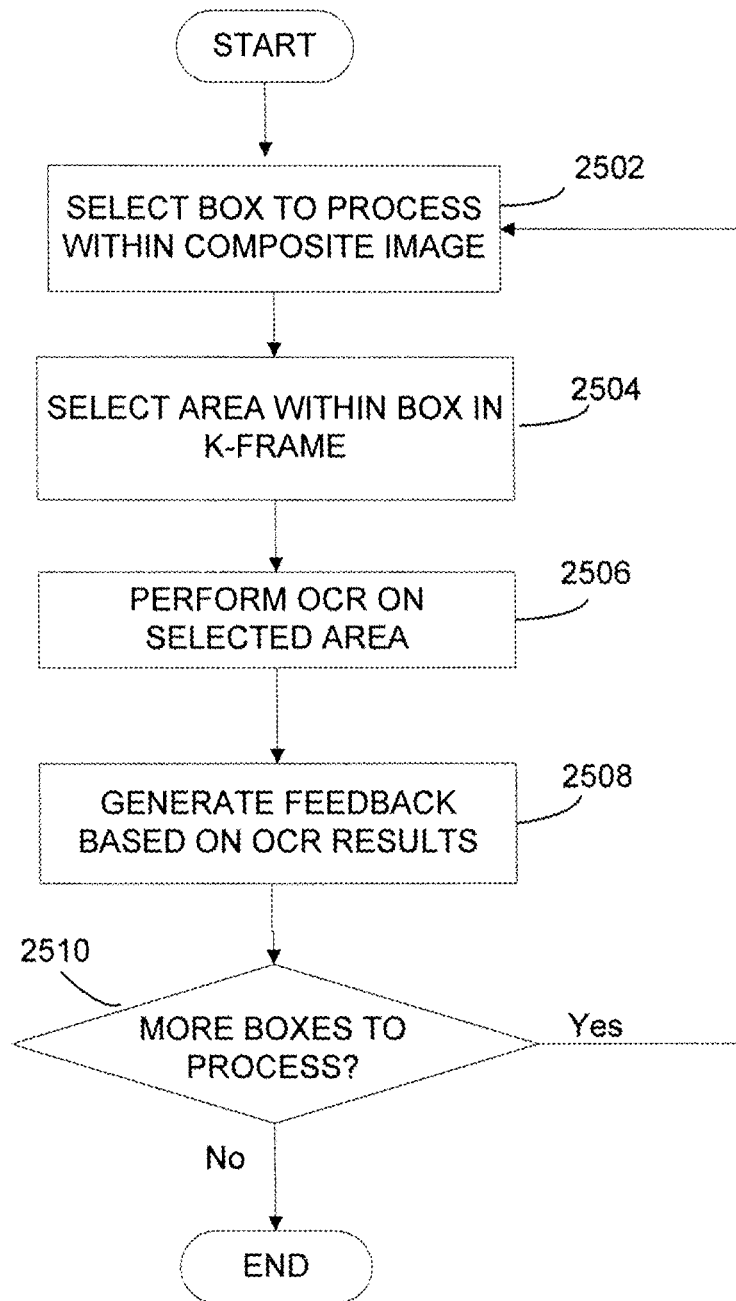 START
2502
SELECT BOX TO PROCESS
WITHIN COMPOSITE IMAGE
2504
SELECT AREA WITHIN BOX IN
K-FRAME
2506
PERFORM OCR ON
SELECTED AREA
2508
GENERATE FEEDBACK
BASED ON OCR RESULTS
2510
MORE BOXES TO
PROCESS?
Yes
No
END